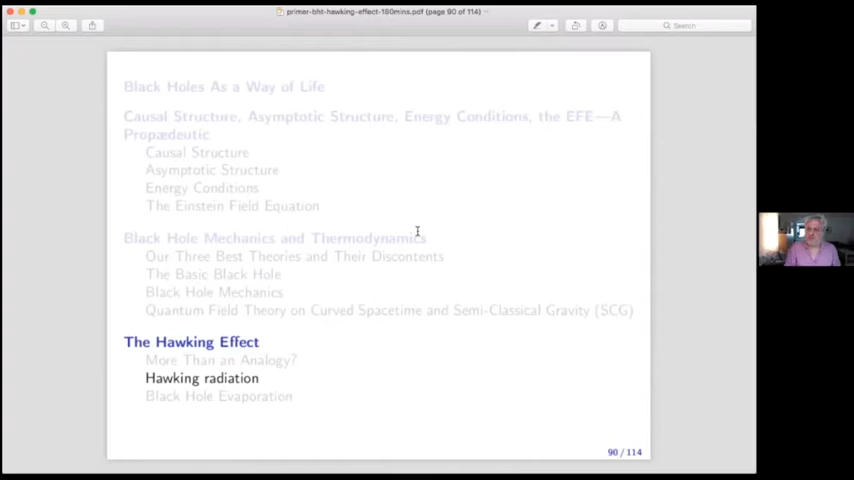 primer-bht-hawking-effect-180mins.pdf (page 90 of 114)
Search
Black Holes As a Way of Life
Causal Structure, Asymptotic Structure, Energy Conditions, the EFE—A
Propædeutic
Causal Structure
Asymptotic Structure
Energy Conditions
The Einstein Field Equation
Black Hole Mechanics and Thermodynamics
Our Three Best Theories and Their Discontents
The Basic Black Hole
Black Hole Mechanics
Quantum Field Theory on Curved Spacetime and Semi-Classical Gravity (SCG)
The Hawking Effect
More Than an Analogy?
Hawking radiation
Black Hole Evaporation
90 / 114